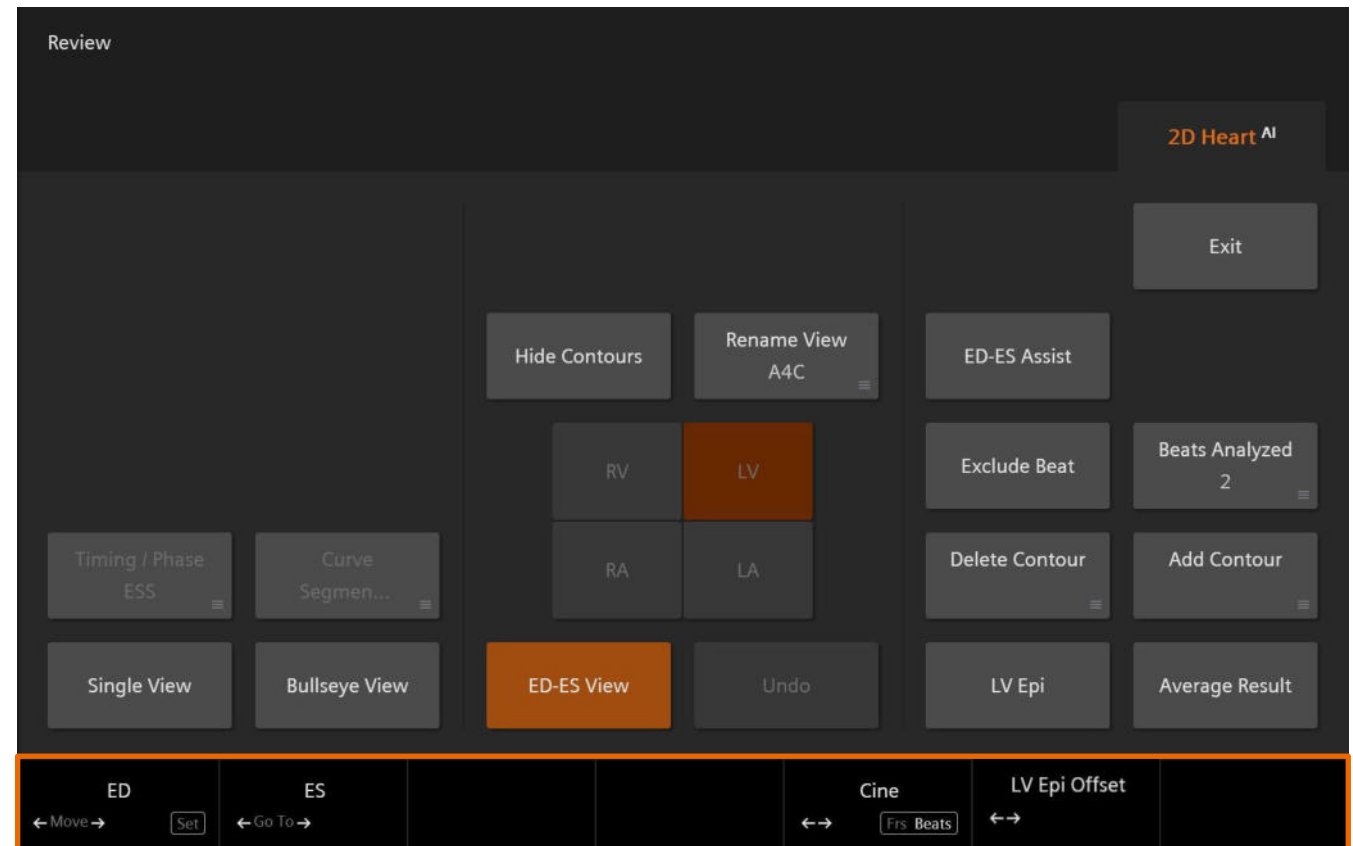 Review
2D Heart AI
Exit
Hide Contours
Rename View
A4C
ED-ES Assist
RV
LV
Exclude Beat
Beats Analyzed
2
Timing / Phase
ESS
Curve
Segmen...
RA
LA
Delete Contour
Add Contour
Single View
Bullseye View
ED-ES View
Undo
LV Epi
Average Result
ED
←Move→ Set
ES
←Go To→
Cine
←→ Frs Beats
LV Epi Offset
←→